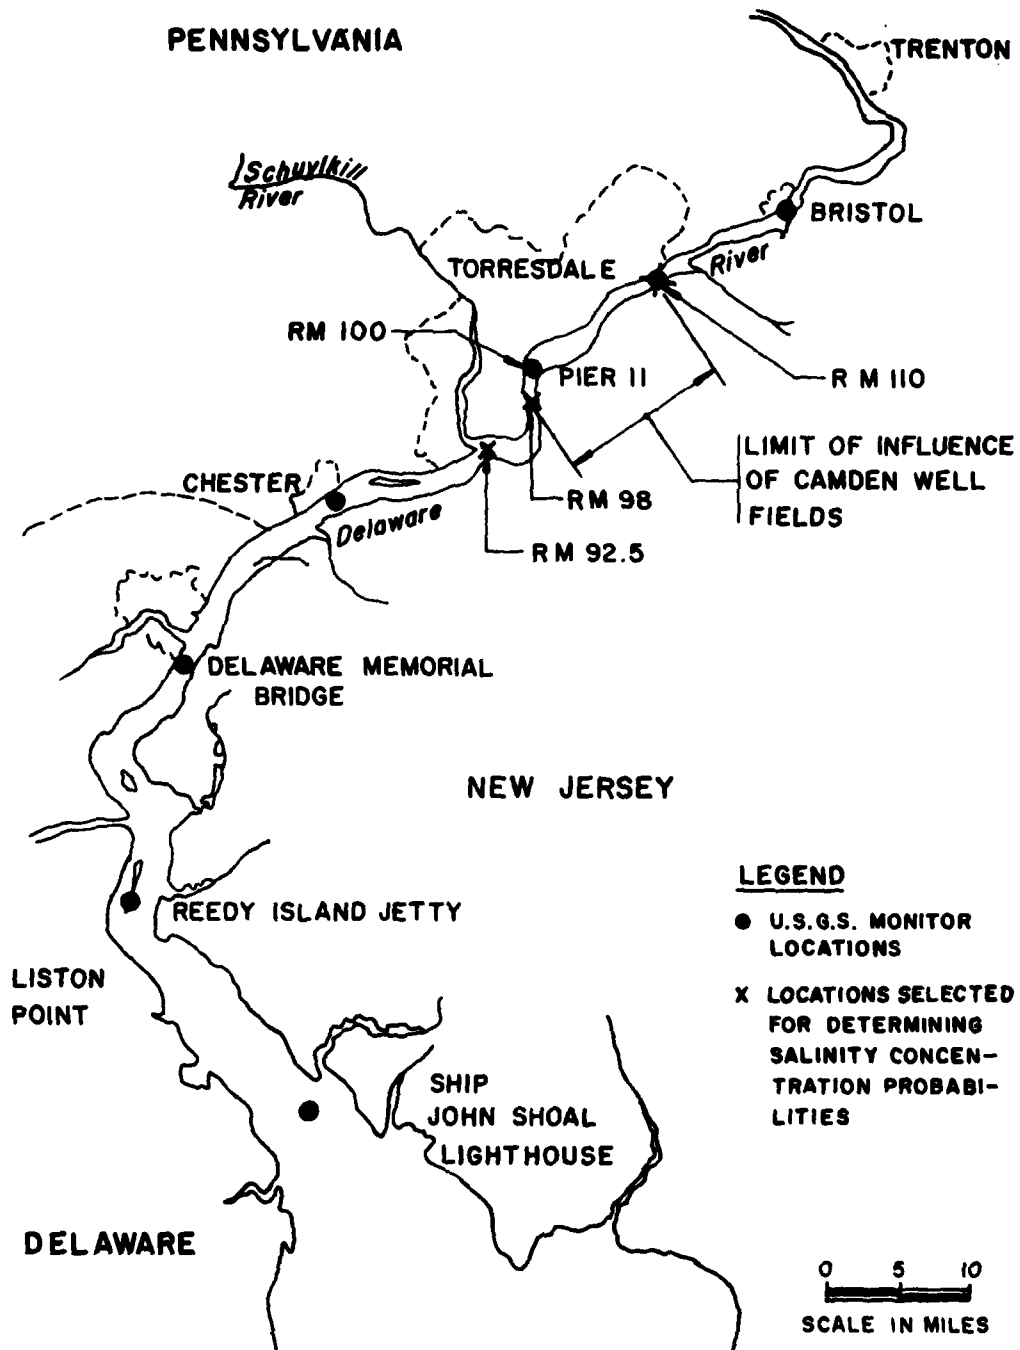 PENNSYLVANIA
TRENTON
Schuylkill
River
BRISTOL
TORRESDALE
River
RM 100
PIER 11
RM 110
LIMIT OF INFLUENCE
OF CAMDEN WELL
FIELDS
CHESTER
RM 98
Delaware
RM 92.5
DELAWARE MEMORIAL
BRIDGE
NEW JERSEY
LEGEND
REEDY ISLAND JETTY
U.S.G.S. MONITOR
LOCATIONS
LISTON
POINT
X LOCATIONS SELECTED
FOR DETERMINING
SALINITY CONCEN-
TRATION PROBABI-
LITIES
SHIP
JOHN SHOAL
LIGHTHOUSE
DELAWARE
0 5 10
SCALE IN MILES